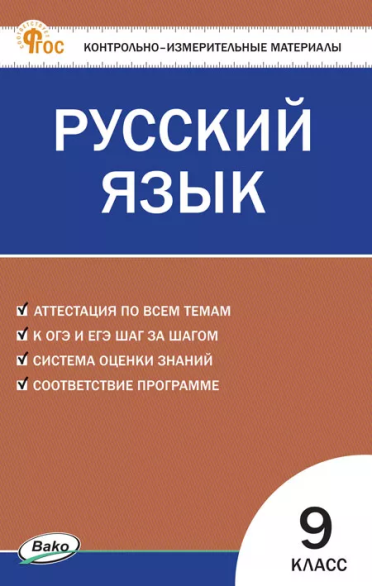 СООТВЕТСТВУЕТ
ФГОС
КОНТРОЛЬНО–ИЗМЕРИТЕЛЬНЫЕ МАТЕРИАЛЫ
РУССКИЙ
ЯЗЫК
АТТЕСТАЦИЯ ПО ВСЕМ ТЕМАМ
К ОГЭ И ЕГЭ ШАГ ЗА ШАГОМ
СИСТЕМА ОЦЕНКИ ЗНАНИЙ
СООТВЕТСТВИЕ ПРОГРАММЕ
Вако
9
КЛАСС